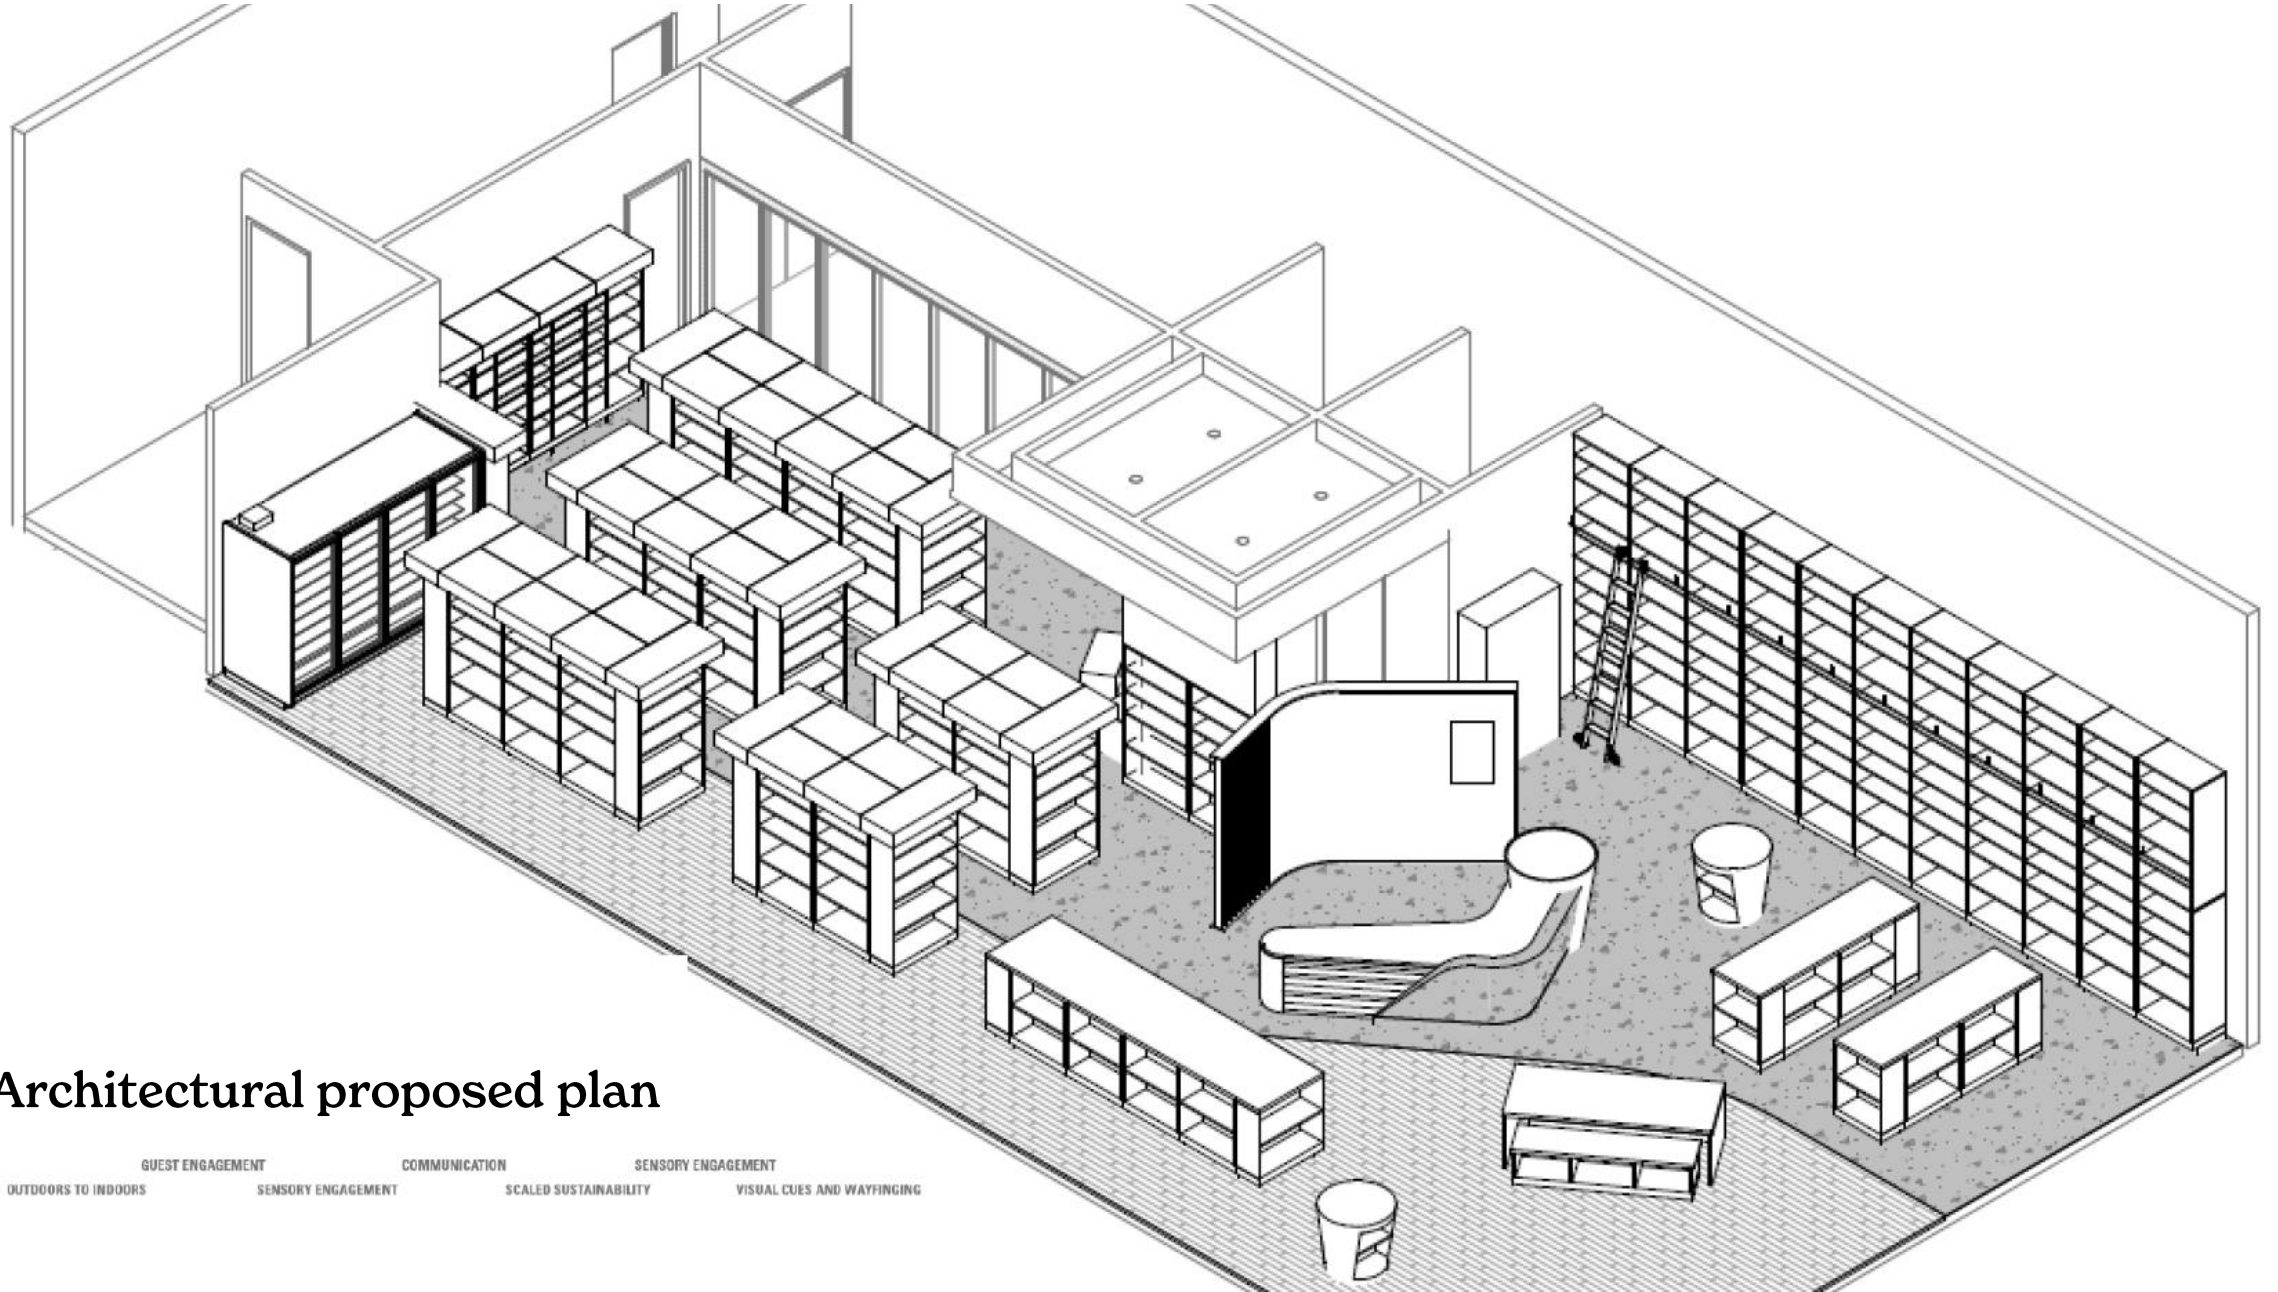 Architectural proposed plan
GUEST ENGAGEMENT COMMUNICATION SENSORY ENGAGEMENT
OUTDOORS TO INDOORS SENSORY ENGAGEMENT SCALED SUSTAINABILITY VISUAL CUES AND WAYFINGING